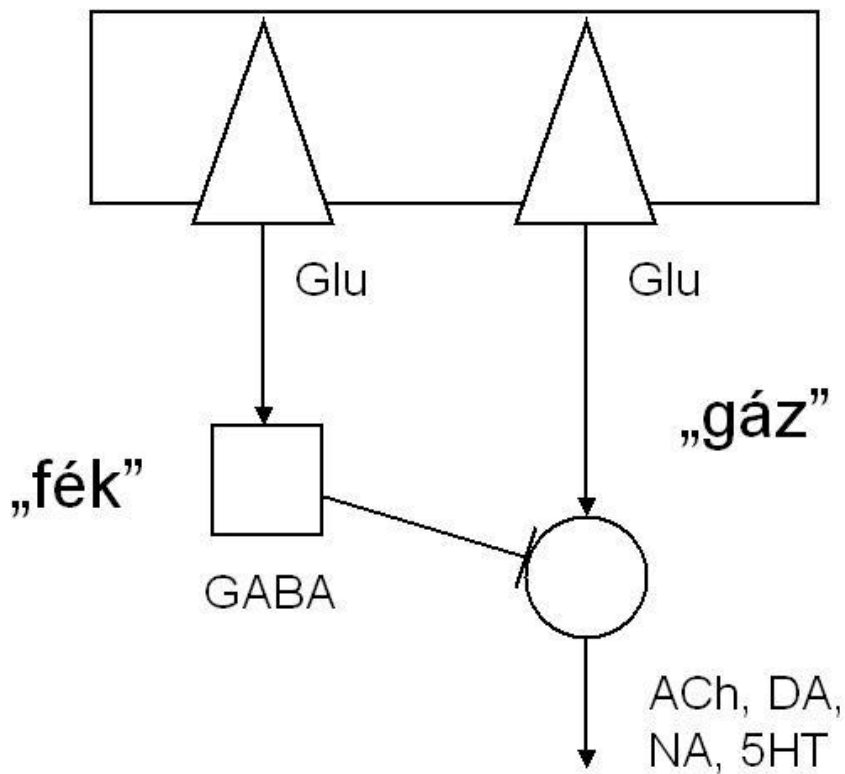 Glu
Glu
„gáz”
„fék”
GABA
ACh, DA,
NA, 5HT